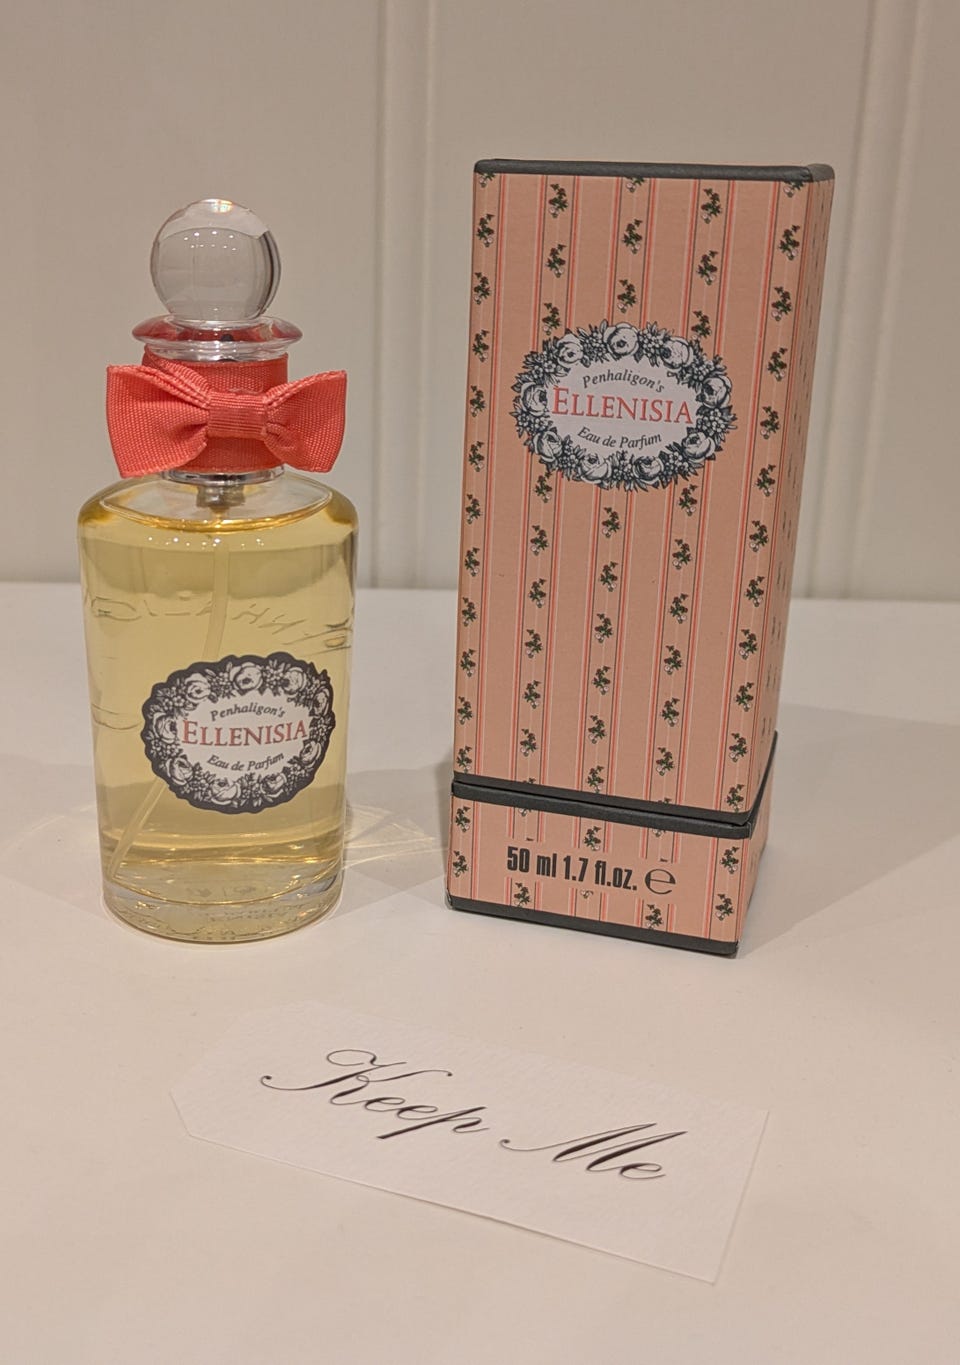 Penhaligon's
ELLENISIA
Eau de Parfum
Penhaligon's
ELLENISIA
Eau de Parfum
50 ml 1.7 fl.oz. ℮
Keep Me